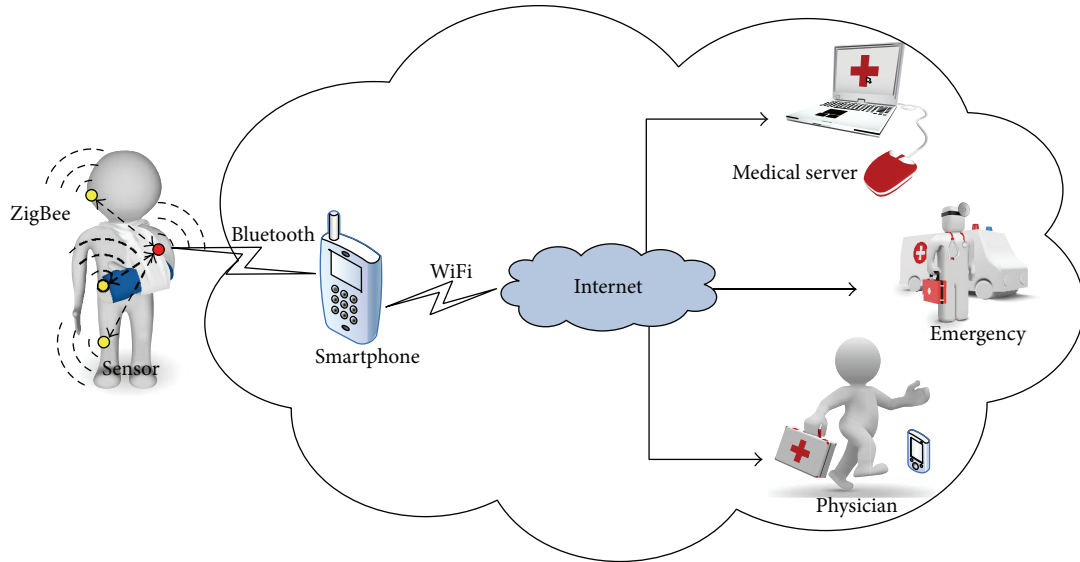 ZigBee
Sensor
Bluetooth
Smartphone
WiFi
Internet
Medical server
Emergency
Physician